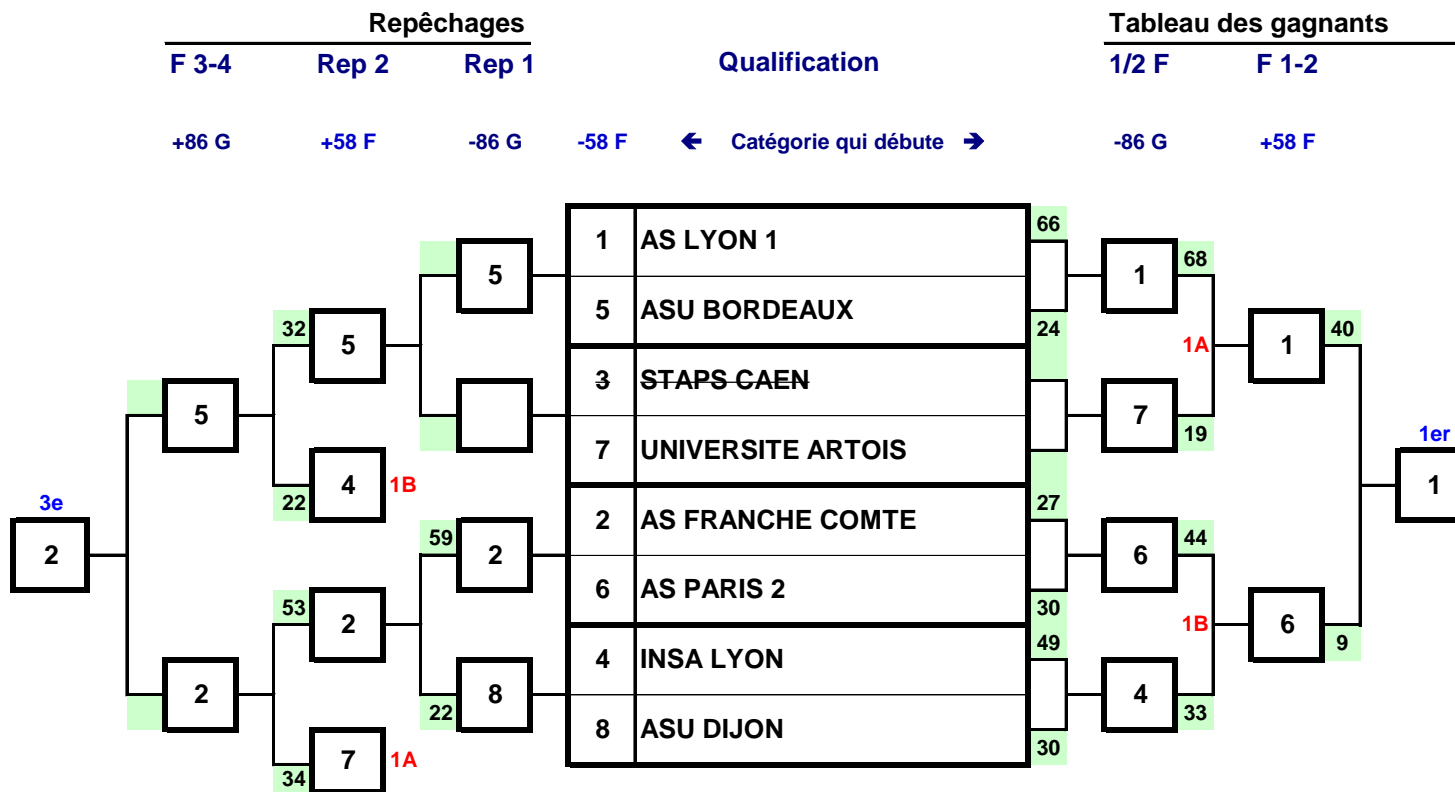 Repêchages Tableau des gagnants
F 3-4 Rep 2 Rep 1 Qualification 1/2 F F 1-2
+86 G +58 F -86 G -58 F ← Catégorie qui débute → -86 G +58 F
66
1 AS LYON 1
5 1 68
5 ASU BORDEAUX
32 24
5 1A 1 40
3 STAPS CAEN
5 7
7 UNIVERSITE ARTOIS 19
1er
4 1B 1
22 27
3e
2 AS FRANCHE COMTE
59 44
2 2 6
6 AS PARIS 2
53 30
2 1B 6
49 9
4 INSA LYON
2 8 4
22 33
8 ASU DIJON
30
7 1A
34